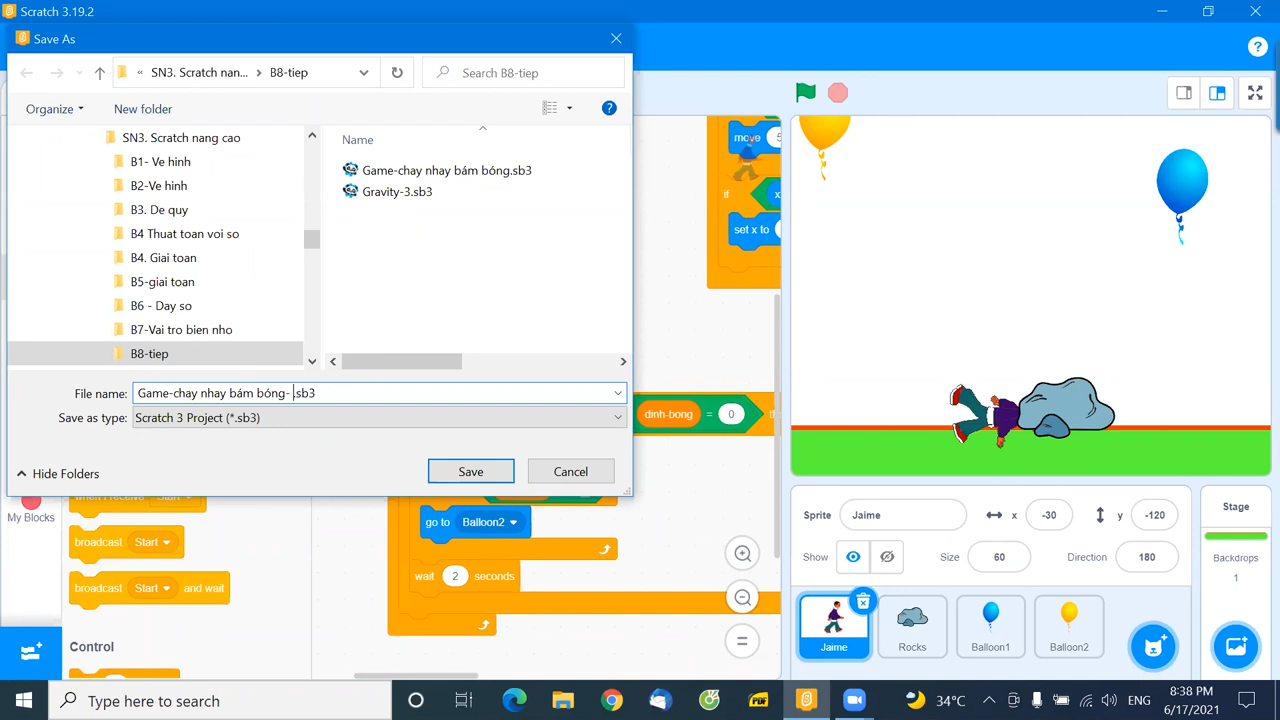 Scratch 3.19.2
Save As
« SN3. Scratch nan... > B8-tiep
Search B8-tiep
Organize
New folder
SN3. Scratch nang cao
B1- Ve hinh
B2-Ve hinh
B3. De quy
B4 Thuat toan voi so
B4. Giai toan
B5-giai toan
B6 - Day so
B7-Vai tro bien nho
B8-tiep
Name
Game-chay nhay bám bóng.sb3
Gravity-3.sb3
File name:
Game-chay nhay bám bóng- .sb3
Save as type:
Scratch 3 Project (*.sb3)
Hide Folders
Save
Cancel
move 5
if x
set x to
dinh-bong = 0
My Blocks
when I receive Start
broadcast Start
broadcast Start and wait
Control
go to Balloon2
wait 2 seconds
Sprite
Jaime
x
-30
y
-120
Show
Size
60
Direction
180
Jaime
Rocks
Balloon1
Balloon2
Stage
Backdrops
1
Type here to search
PDF
34°C
ENG
8:38 PM
6/17/2021